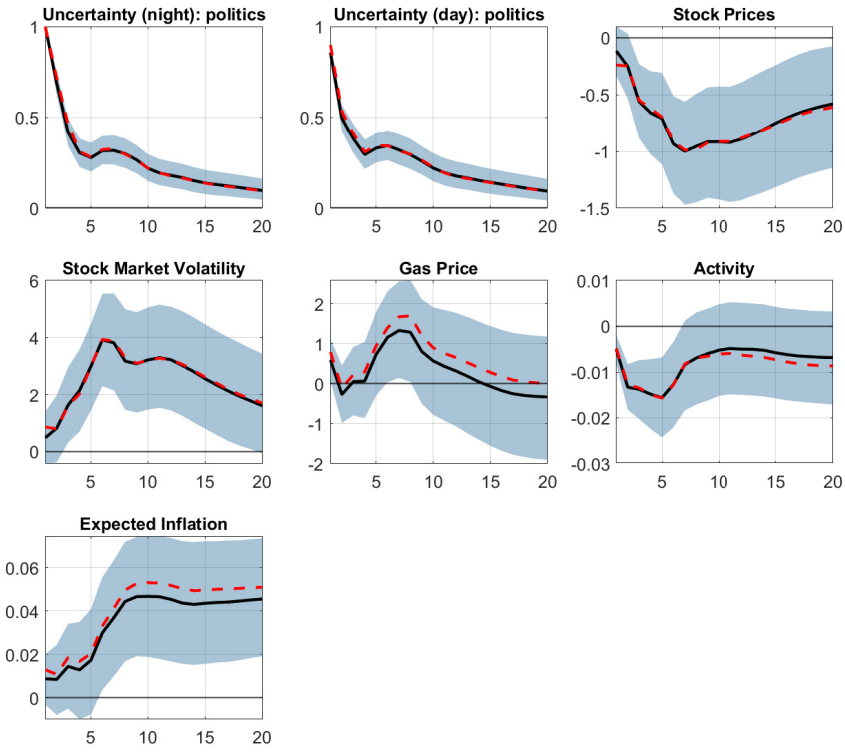 Uncertainty (night): politics
1
0.5
0
5 10 15 20
Uncertainty (day): politics
1
0.5
0
5 10 15 20
Stock Prices
0
-0.5
-1
-1.5
5 10 15 20
Stock Market Volatility
6
4
2
0
5 10 15 20
Gas Price
2
1
0
-1
-2
5 10 15 20
Activity
0.01
0
-0.01
-0.02
-0.03
5 10 15 20
Expected Inflation
0.06
0.04
0.02
0
5 10 15 20